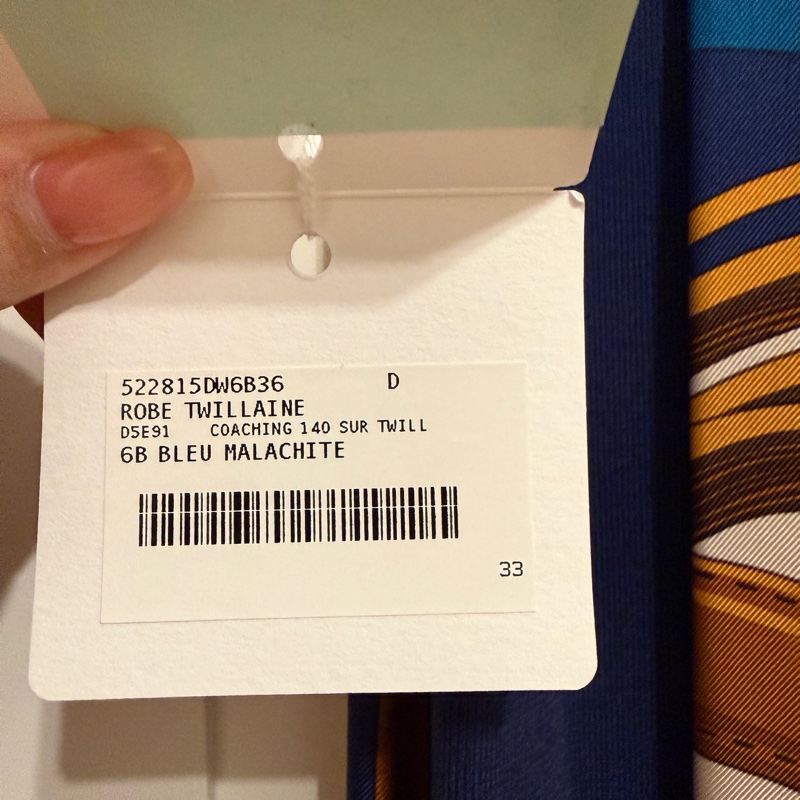 522815DW6B36 D
ROBE TWILLAINE
D5E91 COACHING 140 SUR TWILL
6B BLEU MALACHITE
33